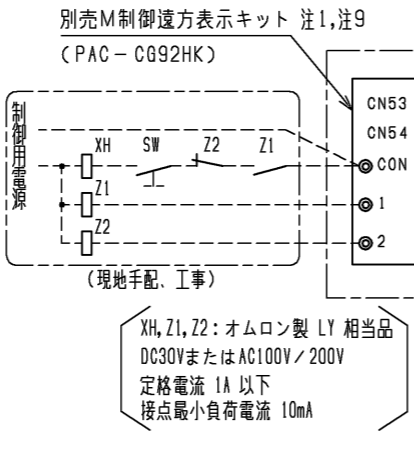 別売M制御遠方表示キット 注1,注9
(PAC-CG92HK)
CN53
CN54
制御用電源
XH SW Z2 Z1
CON
Z1
1
Z2
2
(現地手配、工事)
XH,Z1,Z2:オムロン製 LY 相当品
DC30VまたはAC100V/200V
定格電流 1A 以下
接点最小負荷電流 10mA